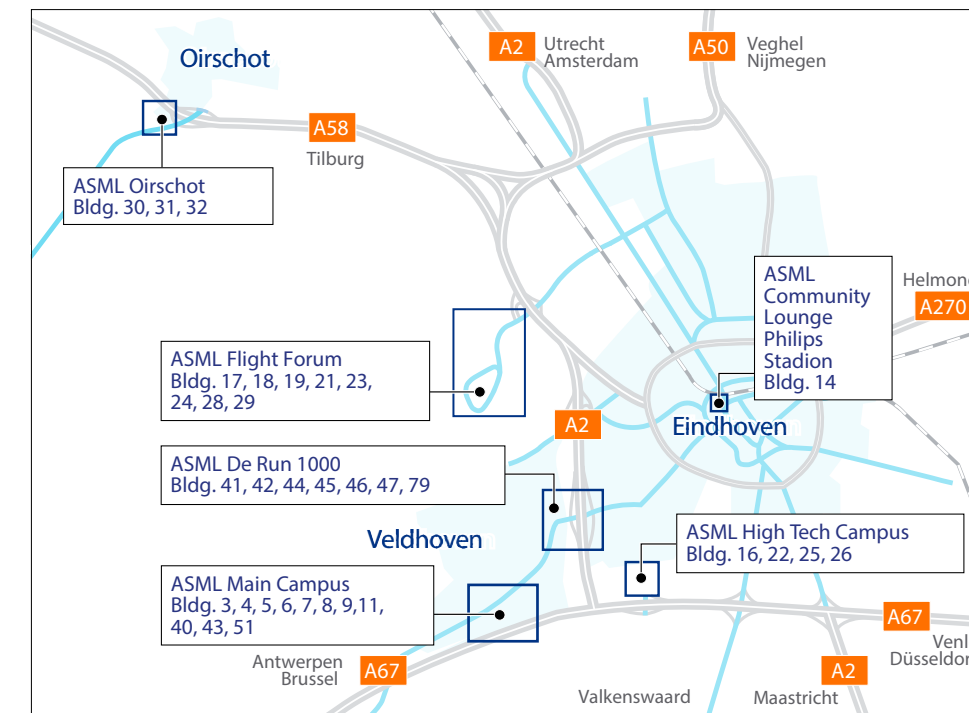 Oirschot
A2
Utrecht
Amsterdam
A50
Veghel
Nijmegen
A58
Tilburg
ASML Oirschot
Bldg. 30, 31, 32
ASML
Community
Lounge
Philips
Stadion
Bldg. 14
Helmond
A270
ASML Flight Forum
Bldg. 17, 18, 19, 21, 23,
24, 28, 29
A2
Eindhoven
ASML De Run 1000
Bldg. 41, 42, 44, 45, 46, 47, 79
Veldhoven
ASML High Tech Campus
Bldg. 16, 22, 25, 26
ASML Main Campus
Bldg. 3, 4, 5, 6, 7, 8, 9,11,
40, 43, 51
A67
Venl
Düsseldor
Antwerpen
Brussel
A67
A2
Valkenswaard
Maastricht